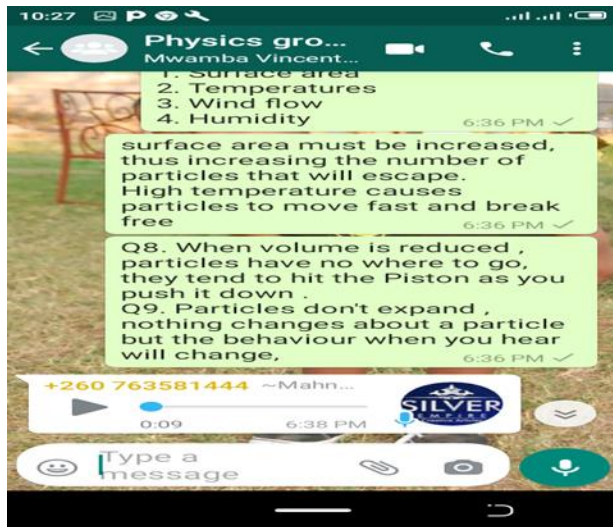 10:27
Physics gro...
Mwamba Vincent...
1. Surface area
2. Temperatures
3. Wind flow
4. Humidity
6:36 PM
surface area must be increased,
thus increasing the number of
particles that will escape.
High temperature causes
particles to move fast and break
free
6:36 PM
Q8. When volume is reduced ,
particles have no where to go,
they tend to hit the Piston as you
push it down .
Q9. Particles don't expand ,
nothing changes about a particle
but the behaviour when you hear
will change,
6:36 PM
+260 763581444 ~Mahn...
SILVER
EMPIRE
0:09 6:38 PM
Type a
message